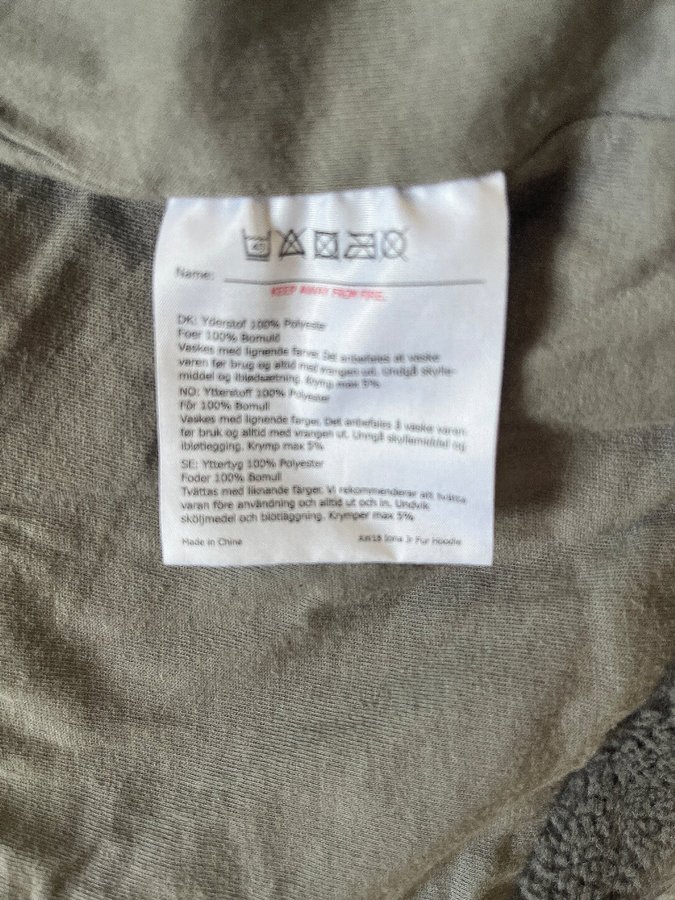 Name:
KEEP AWAY FROM FIRE.
DK: Yderstof 100% Polyester
Foer 100% Bomuld
Vaskes med lignende farver. Det anbefales at vaske
varen før brug og altid med vrangen ud. Undgå skylle-
middel og iblødsætning. Krymp max 5%
NO: Ytterstoff 100% Polyester
Fôr 100% Bomull
Vaskes med lignende farger. Det anbefales å vaske varen
før bruk og altid med vrangen ut. Unngå skyllemiddel og
ibløtlegging. Krymp max 5%
SE: Yttertyg 100% Polyester
Foder 100% Bomull
Tvättas med liknande färger. Vi rekommenderar att tvätta
varan före användning och alltid ut och in. Undvik
sköljmedel och blötläggning. Krymper max 5%
Made in China
AW18 Iona Jr Fur Hoodie